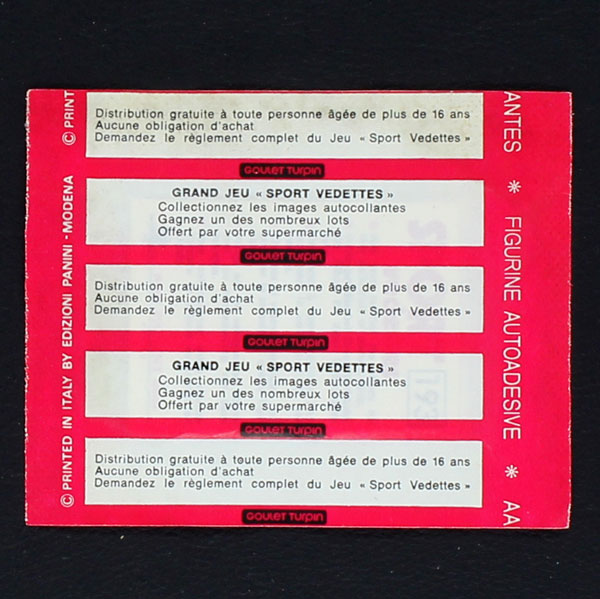 © PRINT
Distribution gratuite à toute personne âgée de plus de 16 ans
Aucune obligation d'achat
Demandez le règlement complet du Jeu « Sport Vedettes »
GOULET TURPIN
GRAND JEU « SPORT VEDETTES »
Collectionnez les images autocollantes
Gagnez un des nombreux lots
Offert par votre supermarché
GOULET TURPIN
Distribution gratuite à toute personne âgée de plus de 16 ans
Aucune obligation d'achat
Demandez le règlement complet du Jeu « Sport Vedettes »
GOULET TURPIN
GRAND JEU « SPORT VEDETTES »
Collectionnez les images autocollantes
Gagnez un des nombreux lots
Offert par votre supermarché
GOULET TURPIN
Distribution gratuite à toute personne âgée de plus de 16 ans
Aucune obligation d'achat
Demandez le règlement complet du Jeu « Sport Vedettes »
GOULET TURPIN
© PRINTED IN ITALY BY EDIZIONI PANINI - MODENA
ANTES * FIGURINE AUTOADESIVE * AA